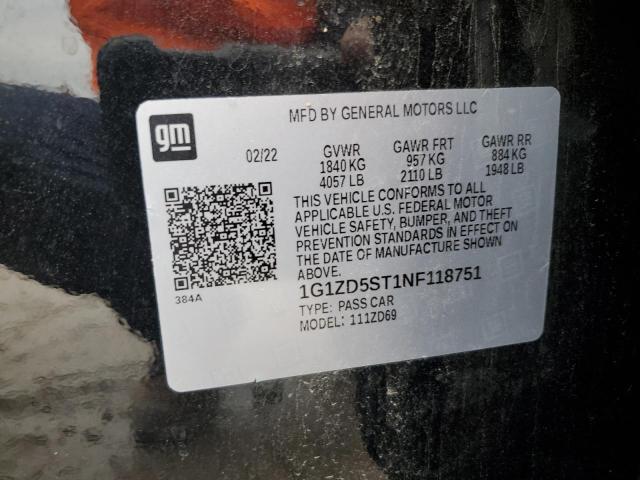 MFD BY GENERAL MOTORS LLC
gm
02/22
GVWR GAWR FRT GAWR RR
1840 KG 957 KG 884 KG
4057 LB 2110 LB 1948 LB
THIS VEHICLE CONFORMS TO ALL
APPLICABLE U.S. FEDERAL MOTOR
VEHICLE SAFETY, BUMPER, AND THEFT
PREVENTION STANDARDS IN EFFECT ON
THE DATE OF MANUFACTURE SHOWN
ABOVE.
384A
1G1ZD5ST1NF118751
TYPE: PASS CAR
MODEL: 111ZD69